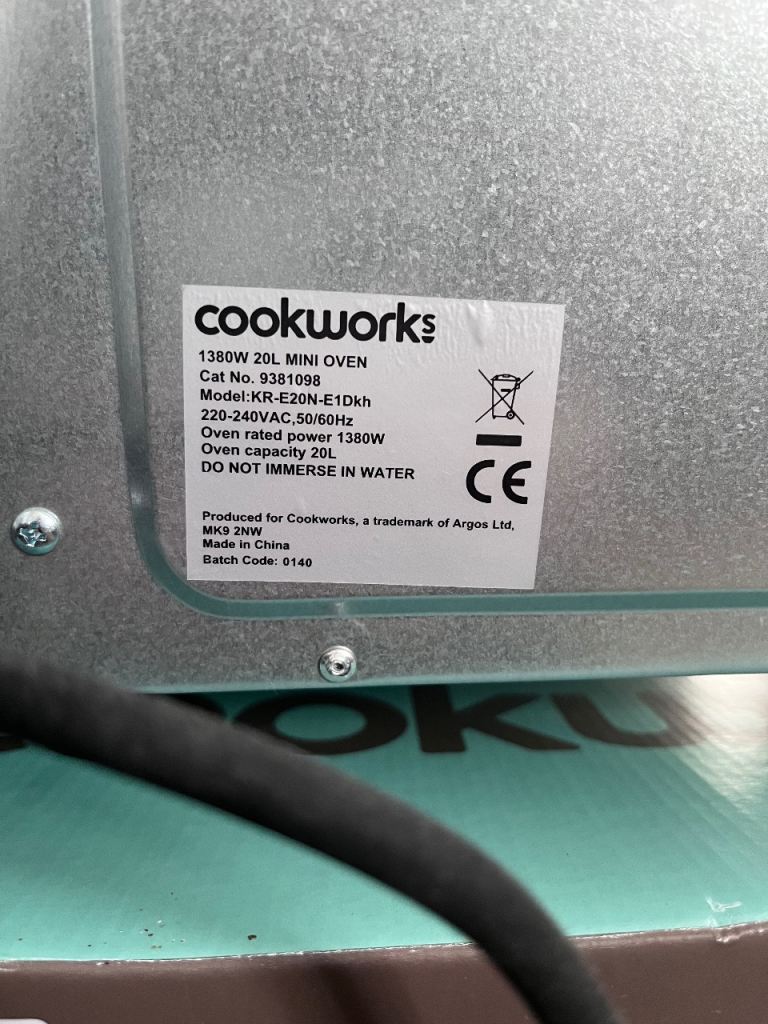 cookworks
1380W 20L MINI OVEN
Cat No. 9381098
Model:KR-E20N-E1Dkh
220-240VAC,50/60Hz
Oven rated power 1380W
Oven capacity 20L
DO NOT IMMERSE IN WATER
CE
Produced for Cookworks, a trademark of Argos Ltd,
MK9 2NW
Made in China
Batch Code: 0140